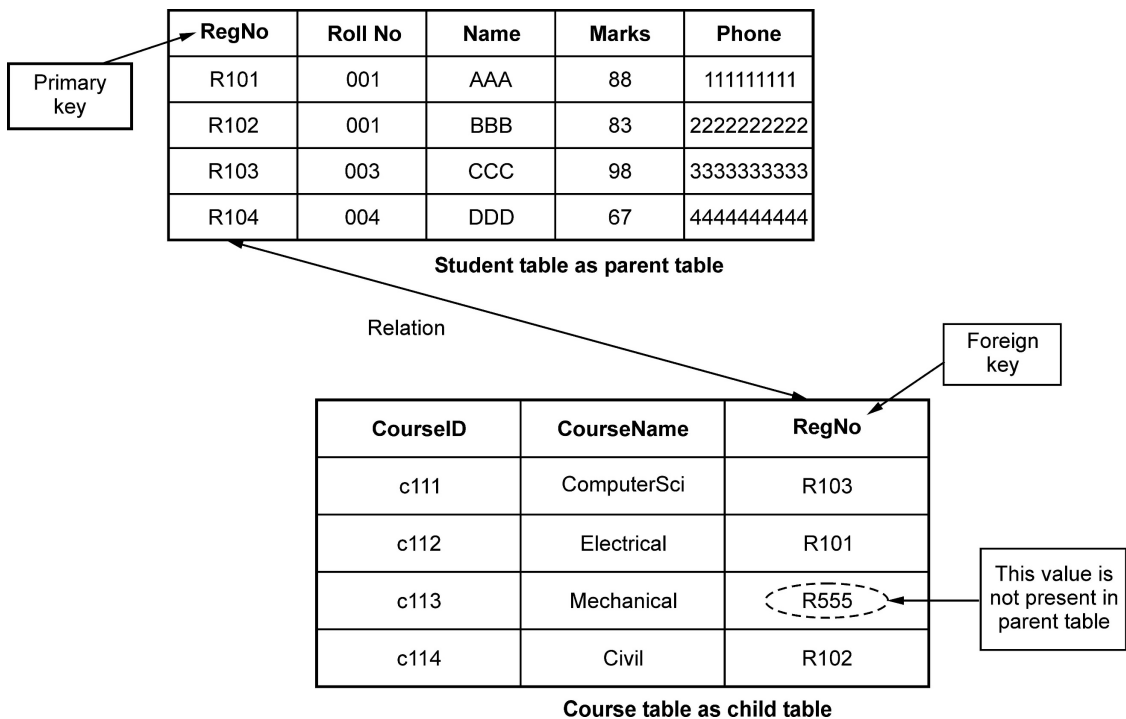 RegNo Roll No Name Marks Phone
Primary
key
R101 001 AAA 88 111111111
R102 001 BBB 83 2222222222
R103 003 CCC 98 3333333333
R104 004 DDD 67 4444444444
Student table as parent table
Relation
Foreign
key
CourseID CourseName RegNo
c111 ComputerSci R103
c112 Electrical R101
c113 Mechanical R555
This value is
not present in
parent table
c114 Civil R102
Course table as child table